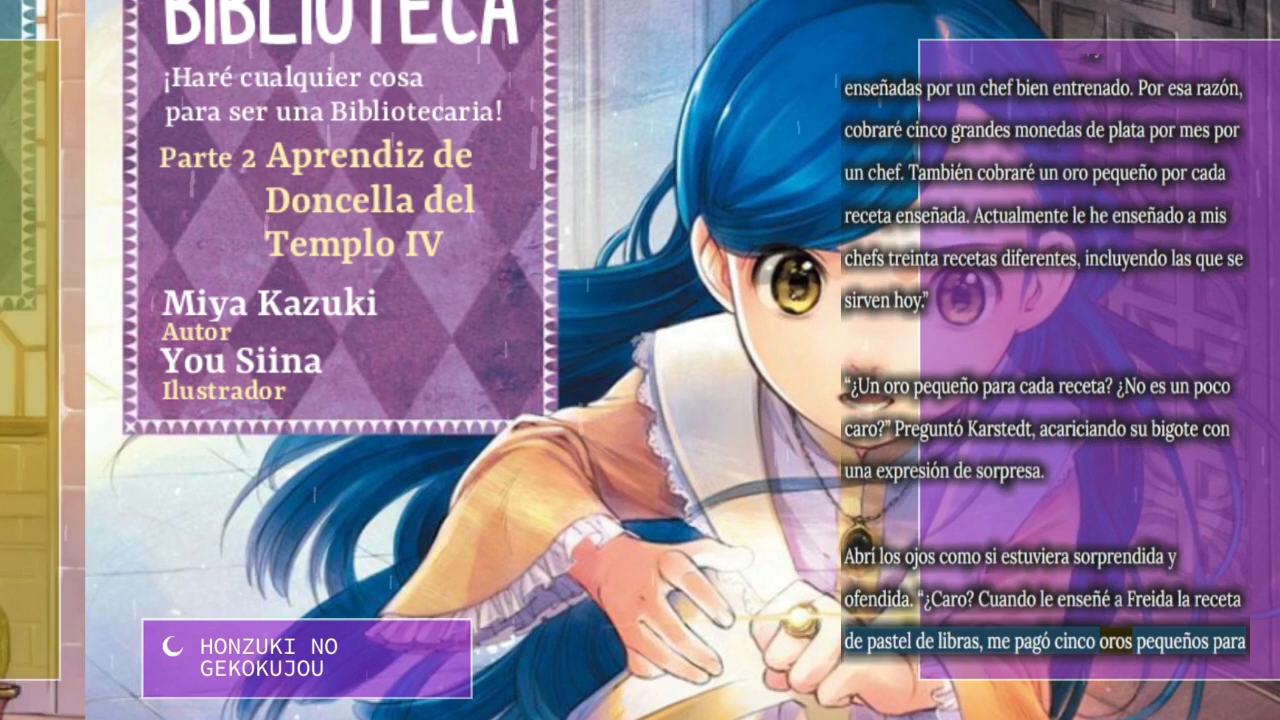 BIBLIOTECA
¡Haré cualquier cosa
para ser una Bibliotecaria!
Parte 2 Aprendiz de
Doncella del
Templo IV
Miya Kazuki
Autor
You Siina
Ilustrador
HONZUKI NO
GEKOKUJOU
enseñadas por un chef bien entrenado. Por esa razón,
cobraré cinco grandes monedas de plata por mes por
un chef. También cobraré un oro pequeño por cada
receta enseñada. Actualmente le he enseñado a mis
chefs treinta recetas diferentes, incluyendo las que se
sirven hoy.”
“¿Un oro pequeño para cada receta? ¿No es un poco
caro?” Preguntó Karstedt, acariciando su bigote con
una expresión de sorpresa.
Abrí los ojos como si estuviera sorprendida y
ofendida. “¿Caro? Cuando le enseñé a Freida la receta
de pastel de libras, me pagó cinco oros pequeños para